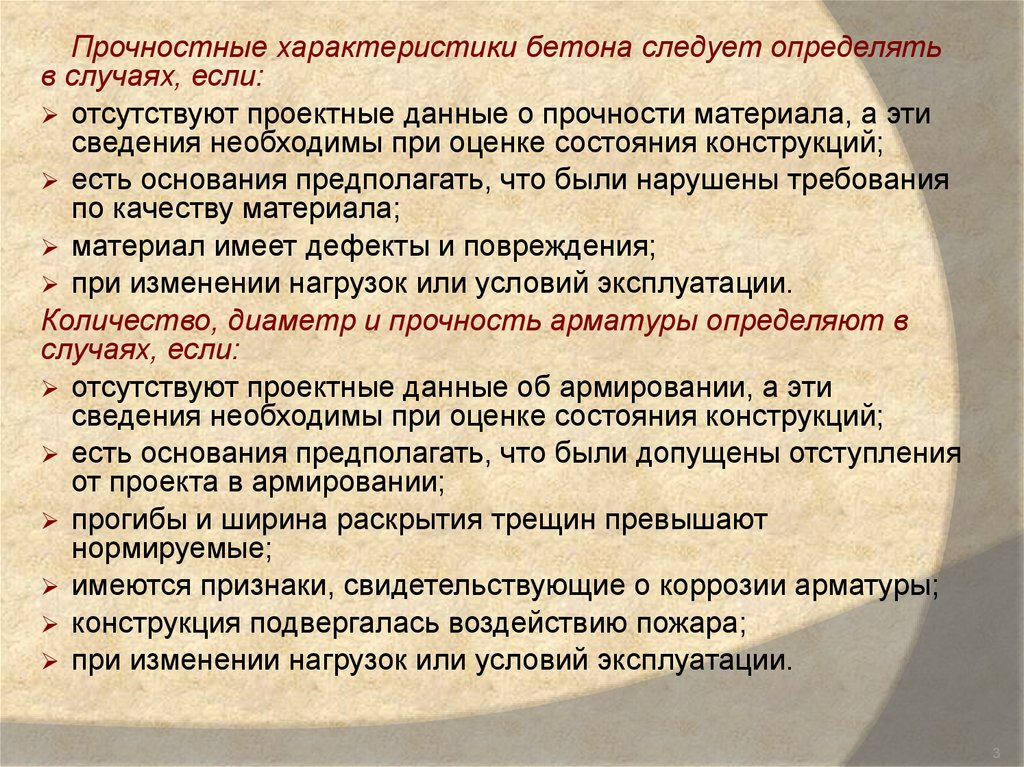 Прочностные характеристики бетона следует определять
в случаях, если:
➢ отсутствуют проектные данные о прочности материала, а эти
сведения необходимы при оценке состояния конструкций;
➢ есть основания предполагать, что были нарушены требования
по качеству материала;
➢ материал имеет дефекты и повреждения;
➢ при изменении нагрузок или условий эксплуатации.
Количество, диаметр и прочность арматуры определяют в
случаях, если:
➢ отсутствуют проектные данные об армировании, а эти
сведения необходимы при оценке состояния конструкций;
➢ есть основания предполагать, что были допущены отступления
от проекта в армировании;
➢ прогибы и ширина раскрытия трещин превышают
нормируемые;
➢ имеются признаки, свидетельствующие о коррозии арматуры;
➢ конструкция подвергалась воздействию пожара;
➢ при изменении нагрузок или условий эксплуатации.
3